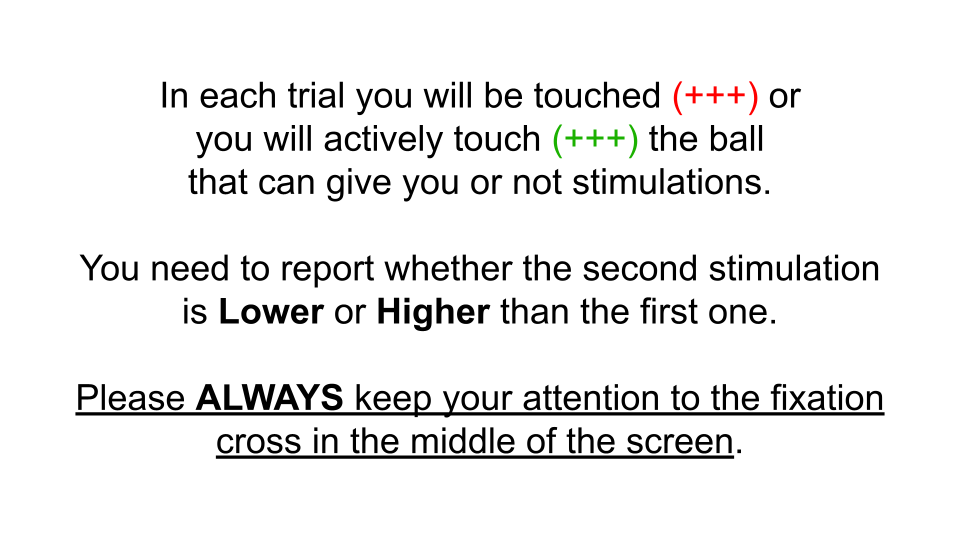 In each trial you will be touched (+++) or
you will actively touch (+++) the ball
that can give you or not stimulations.
You need to report whether the second stimulation
is Lower or Higher than the first one.
Please ALWAYS keep your attention to the fixation
cross in the middle of the screen.